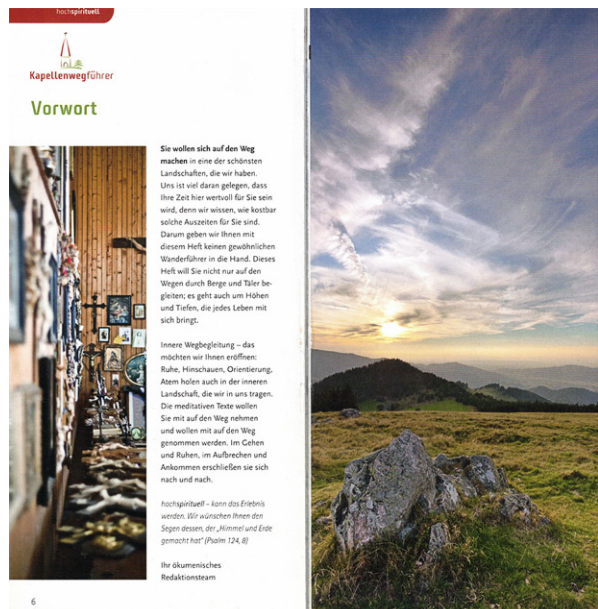 hochspirituell
Kapellenwegführer
Vorwort
Sie wollen sich auf den Weg
machen in eine der schönsten
Landschaften, die wir haben.
Uns ist viel daran gelegen, dass
Ihre Zeit hier wertvoll für Sie sein
wird, denn wir wissen, wie kostbar
solche Auszeiten für Sie sind.
Darum geben wir Ihnen mit
diesem Heft keinen gewöhnlichen
Wanderführer in die Hand. Dieses
Heft will Sie nicht nur auf den
Wegen durch Berge und Täler be-
gleiten; es geht auch um Höhen
und Tiefen, die jedes Leben mit
sich bringt.
Innere Wegbegleitung – das
möchten wir Ihnen eröffnen:
Ruhe, Hinschauen, Orientierung,
Atem holen auch in der inneren
Landschaft, die wir in uns tragen.
Die meditativen Texte wollen
Sie mit auf den Weg nehmen
und wollen mit auf den Weg
genommen werden. Im Gehen
und Ruhen, im Aufbrechen und
Ankommen erschließen sie sich
nach und nach.
hochspirituell – kann das Erlebnis
werden. Wir wünschen Ihnen den
Segen dessen, der „Himmel und Erde
gemacht hat" (Psalm 124, 8)
Ihr ökumenisches
Redaktionsteam
6